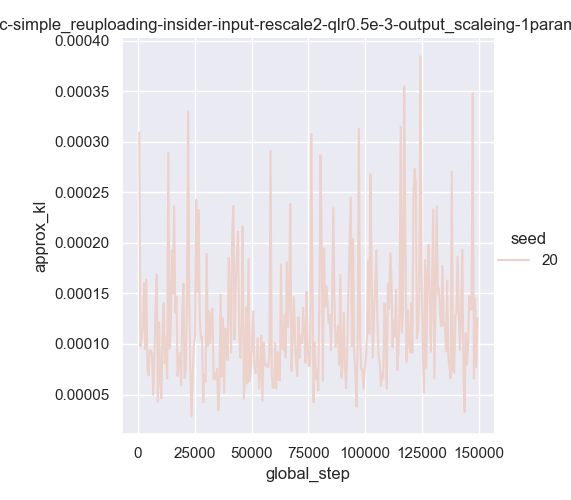 c-simple_reuploading-insider-input-rescale2-qlr0.5e-3-output_scaleing-1param
0.00040
0.00035
0.00030
0.00025
0.00020
0.00015
0.00010
0.00005
approx_kl
0 25000 50000 75000 100000 125000 150000
global_step
seed
20